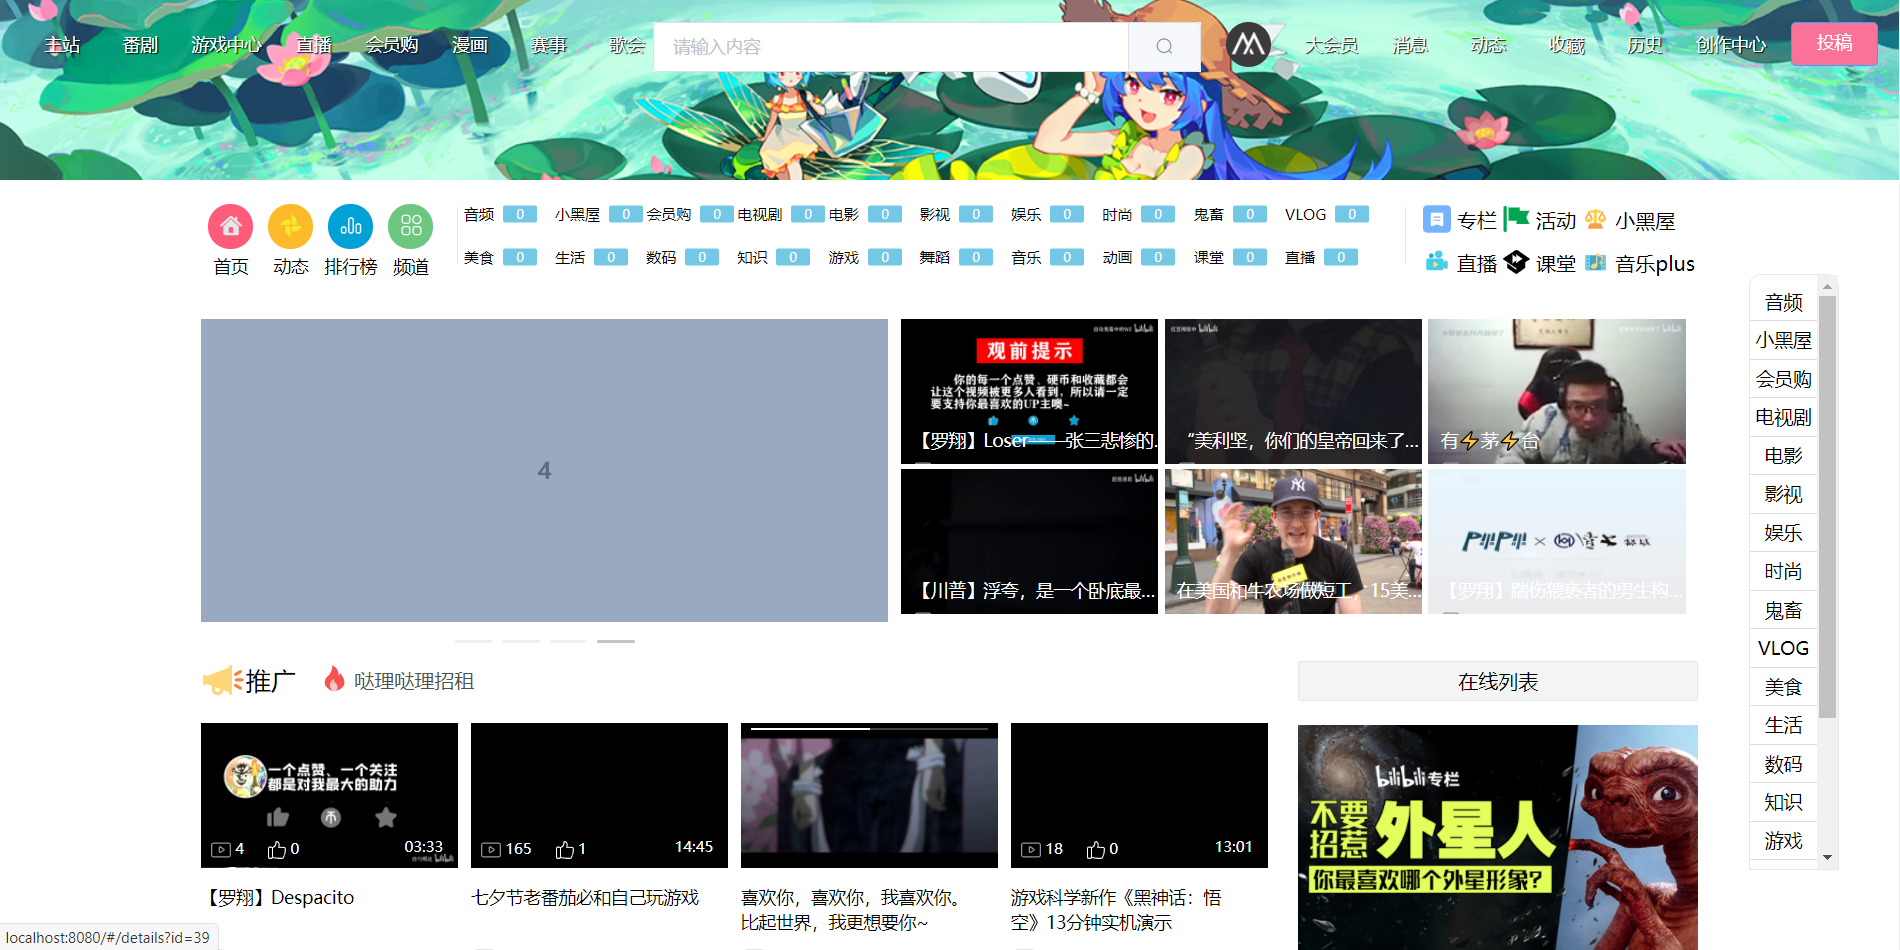 主站 番剧 游戏中心 直播 会员购 漫画 赛事 歌会 请输入内容 大会员 消息 动态 收藏 历史 创作中心 投稿
首页 动态 排行榜 频道
音频 0 小黑屋 0 会员购 0 电视剧 0 电影 0 影视 0 娱乐 0 时尚 0 鬼畜 0 VLOG 0
美食 0 生活 0 数码 0 知识 0 游戏 0 舞蹈 0 音乐 0 动画 0 课堂 0 直播 0
专栏 活动 小黑屋
直播 课堂 音乐plus
4
观前提示
你的每一个点赞、硬币和收藏都会
让这个视频被更多人看到，所以请一定
要支持你最喜欢的UP主噢~
【罗翔】Loser——张三悲惨的...
“美利坚，你们的皇帝回来了...
有⚡茅⚡台
【川普】浮夸，是一个卧底最...
在美国和牛农场做短工，15美...
【罗翔】踹伤猥亵者的男生构...
音频
小黑屋
会员购
电视剧
电影
影视
娱乐
时尚
鬼畜
VLOG
美食
生活
数码
知识
游戏
推广 哒理哒理招租
在线列表
一个点赞、一个关注
都是对我最大的助力
4 0 03:33
165 1 14:45
18 0 13:01
【罗翔】Despacito
七夕节老番茄必和自己玩游戏
喜欢你，喜欢你，我喜欢你。
比起世界，我更想要你~
游戏科学新作《黑神话：悟
空》13分钟实机演示
bilibili专栏
不要
招惹
外星人
你最喜欢哪个外星形象?
localhost:8080/#/details?id=39